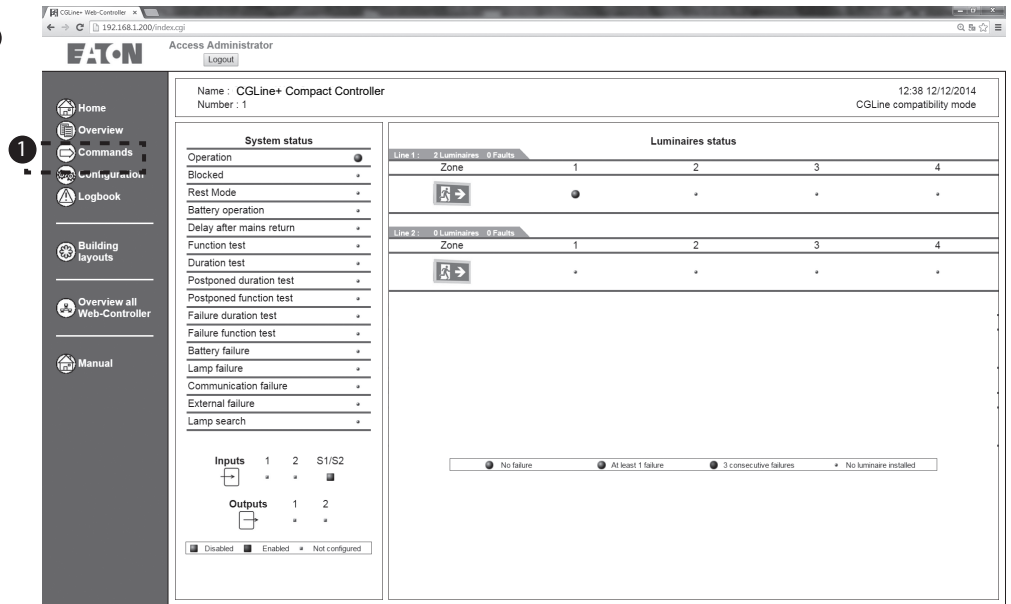 CGLine+ Web-Controller ×
192.168.1.200/index.cgi
EATON
Access Administrator
Logout
Name : CGLine+ Compact Controller
Number : 1
12:38 12/12/2014
CGLine compatibility mode
1
Home
Overview
Commands
Configuration
Logbook
Building
layouts
Overview all
Web-Controller
Manual
System status
Operation
Blocked
Rest Mode
Battery operation
Delay after mains return
Function test
Duration test
Postponed duration test
Postponed function test
Failure duration test
Failure function test
Battery failure
Lamp failure
Communication failure
External failure
Lamp search
Inputs 1 2 S1/S2
Outputs 1 2
Disabled Enabled Not configured
Luminaires status
Line 1 : 2 Luminaires 0 Faults
Zone 1 2 3 4
Line 2 : 0 Luminaires 0 Faults
Zone 1 2 3 4
No failure At least 1 failure 3 consecutive failures No luminaire installed